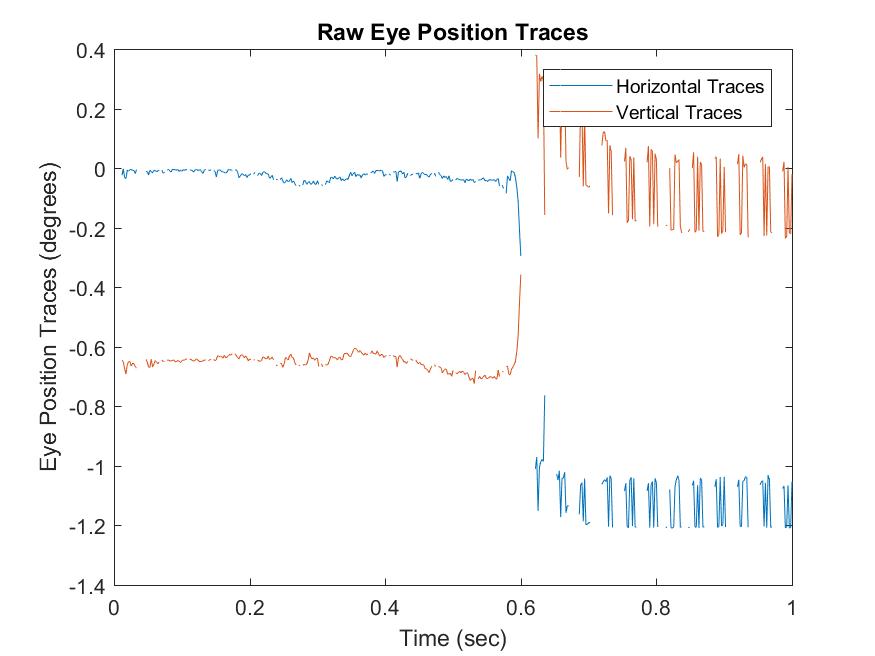 Raw Eye Position Traces
Horizontal Traces
Vertical Traces
Eye Position Traces (degrees)
0.4
0.2
0
-0.2
-0.4
-0.6
-0.8
-1
-1.2
-1.4
0 0.2 0.4 0.6 0.8 1
Time (sec)